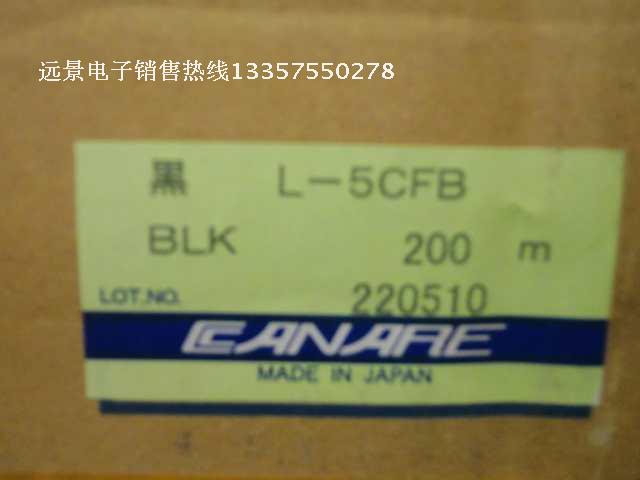 远景电子销售热线13357550278
黒 L-5CFB
BLK 200 m
LOT.NO. 220510
CANARE
MADE IN JAPAN